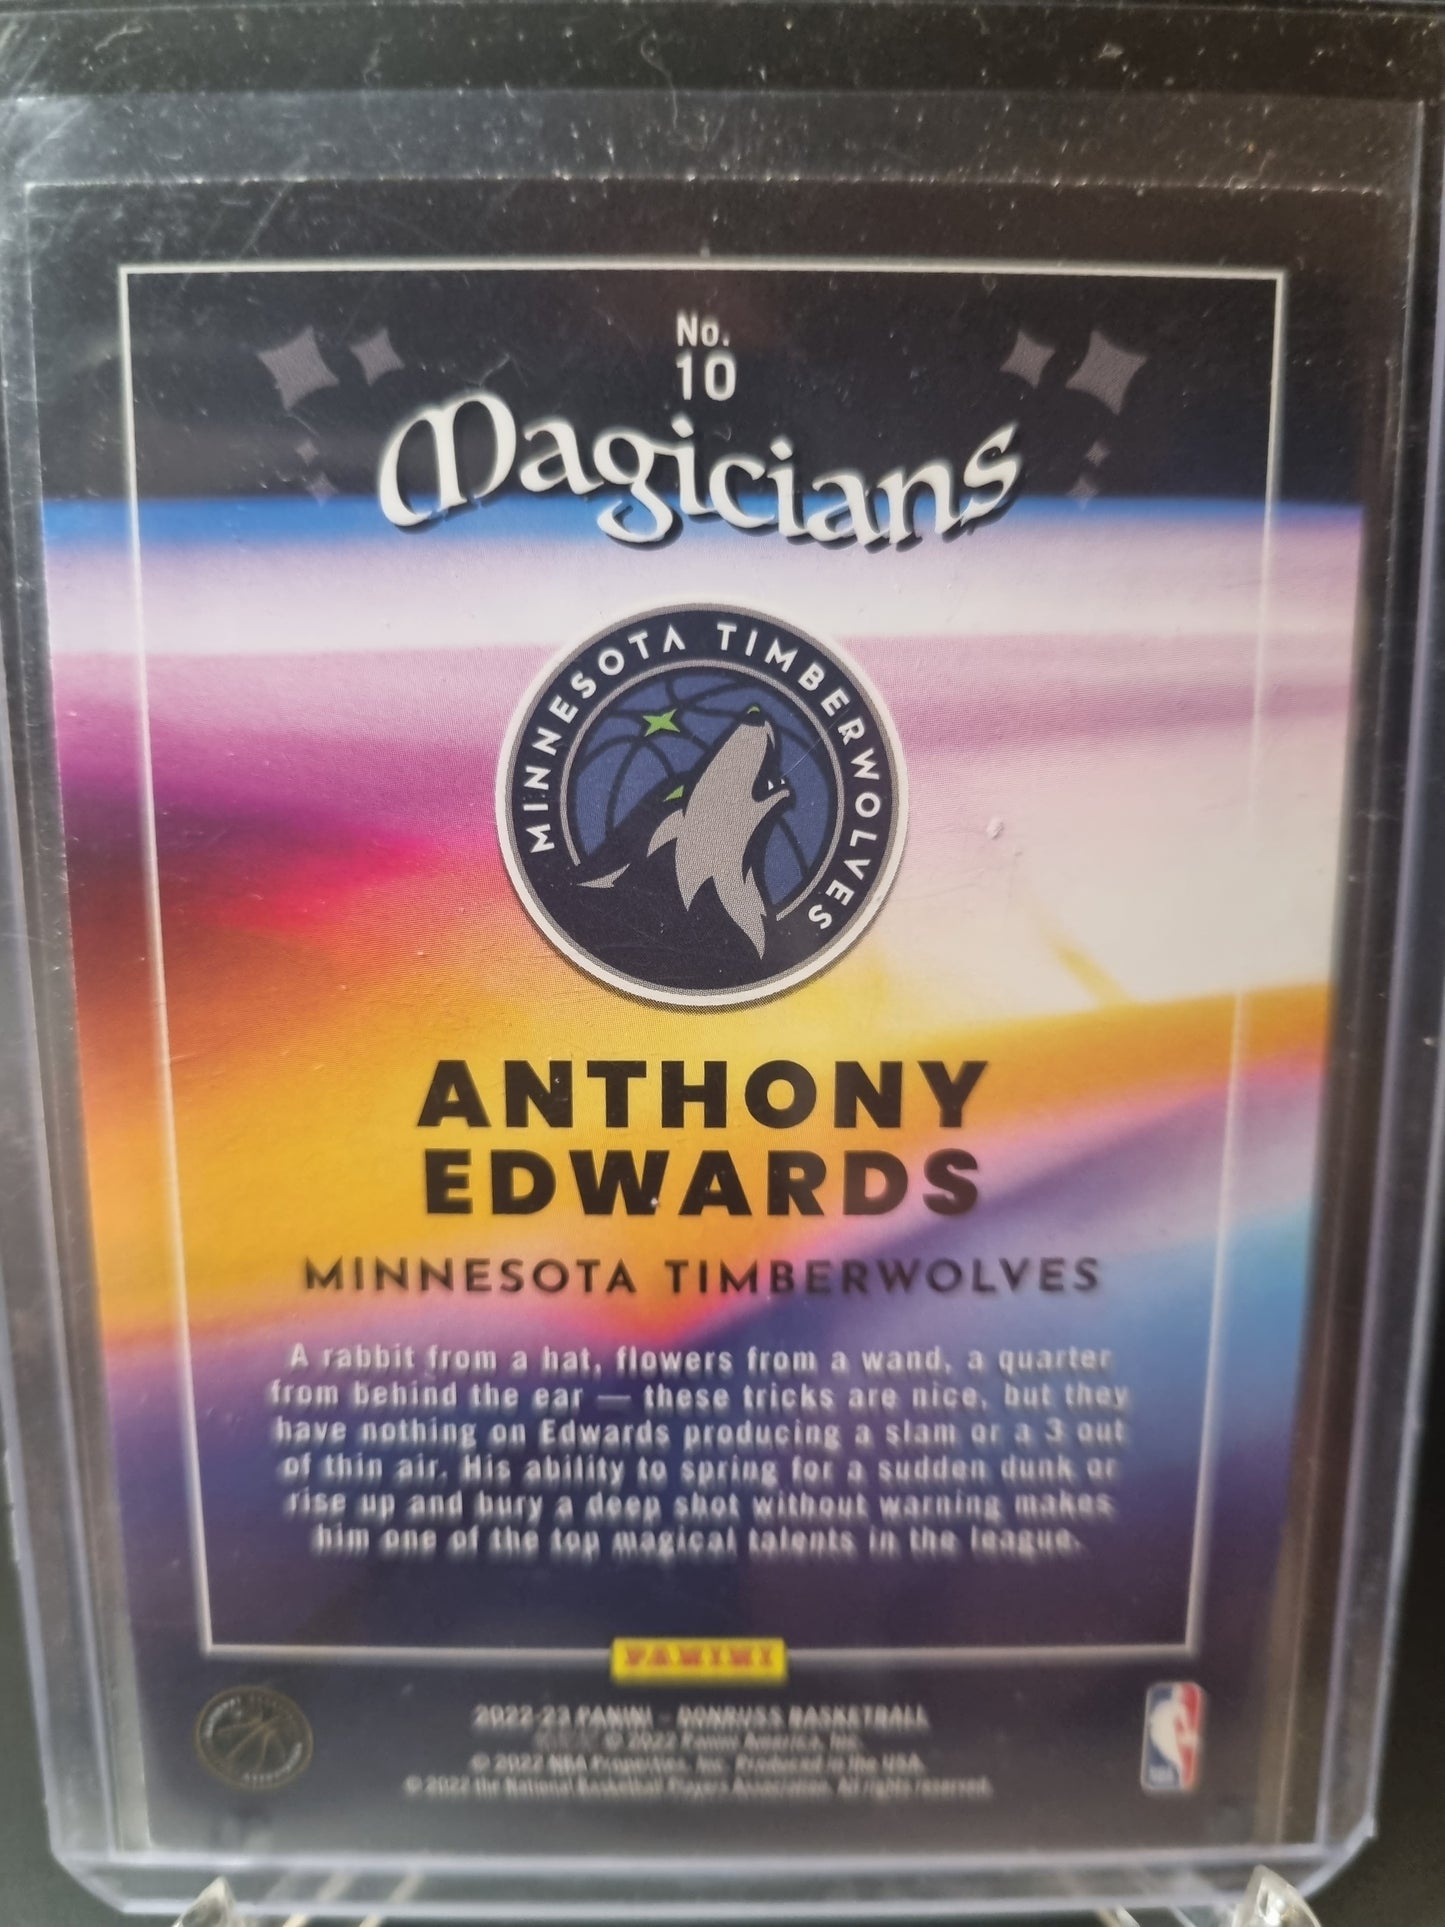 No.
10
Magicians
MINNESOTA TIMBERWOLVES
ANTHONY
EDWARDS
MINNESOTA TIMBERWOLVES
A rabbit from a hat, flowers from a wand, a quarter
from behind the ear — these tricks are nice, but they
have nothing on Edwards producing a slam or a 3 out
of thin air. His ability to spring for a sudden dunk or
rise up and bury a deep shot without warning makes
him one of the top magical talents in the league.
PANINI
2022-23 PANINI - DONRUSS BASKETBALL
© 2022 Panini America, Inc.
© 2022 NBA Properties, Inc. Produced in the USA.
© 2022 the National Basketball Players Association. All rights reserved.